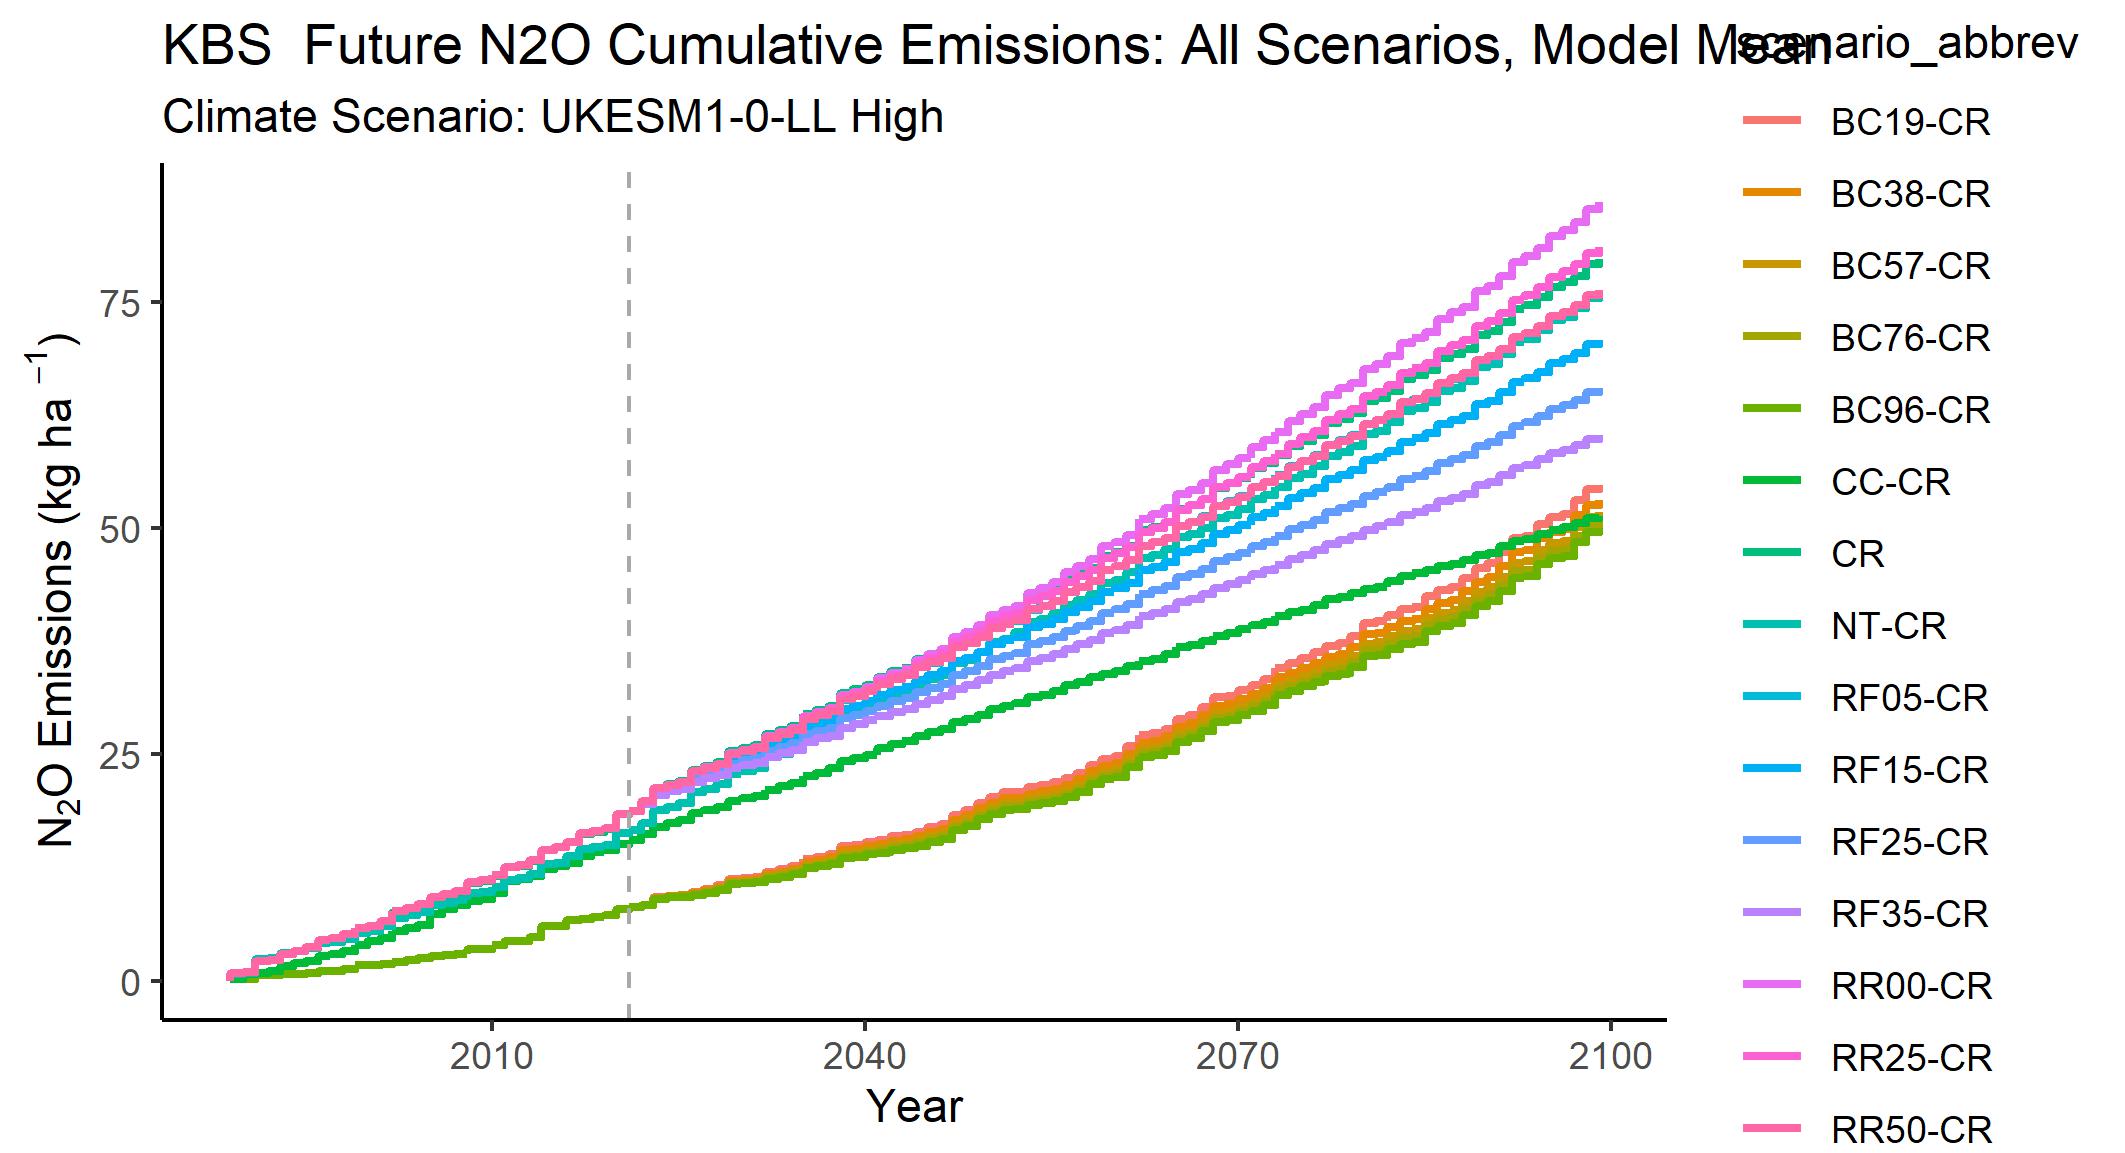 KBS  Future N2O Cumulative Emissions: All Scenarios, Model Mean
Climate Scenario: UKESM1-0-LL High
scenario_abbrev
BC19-CR
BC38-CR
BC57-CR
BC76-CR
BC96-CR
CC-CR
CR
NT-CR
RF05-CR
RF15-CR
RF25-CR
RF35-CR
RR00-CR
RR25-CR
RR50-CR
N₂O Emissions (kg ha ⁻¹)
75
50
25
0
2010 2040 2070 2100
Year